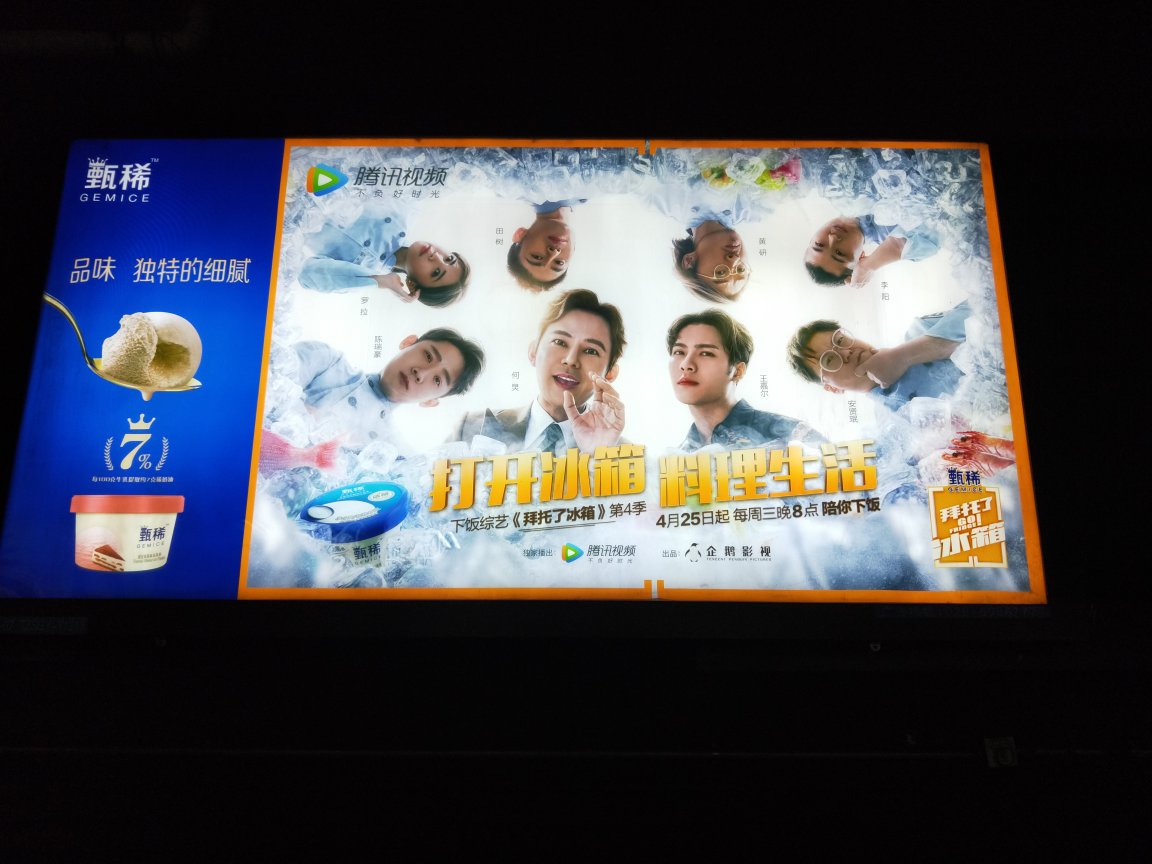 甄稀™
GEMICE
品味 独特的细腻
7%
甄稀
GEMICE
腾讯视频
不负好时光
罗拉
田树
黄研
李阳
陈瑞豪
何炅
王嘉尔
安贤珉
打开冰箱 料理生活
下饭综艺《拜托了冰箱》第4季 4月25日起 每周三晚8点 陪你下饭
独家播出: 腾讯视频 不负好时光 出品: 企鹅影视 TENCENT PENGUIN PICTURES
甄稀
甄稀
GEMICE
甄稀
GEMICE
拜托了
GO!
FRIDGE
冰箱